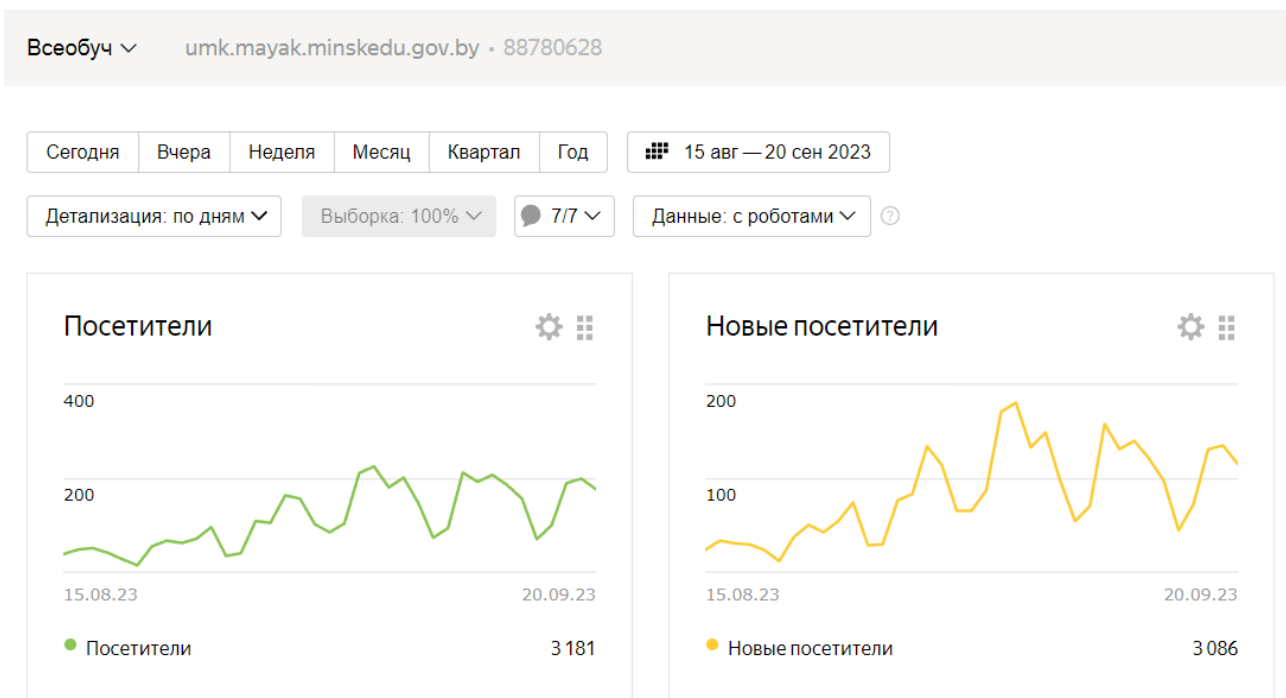 Всеобуч umk.mayak.minskedu.gov.by • 88780628
Сегодня Вчера Неделя Месяц Квартал Год 15 авг — 20 сен 2023
Детализация: по дням Выборка: 100% 7/7 Данные: с роботами ?
Посетители
400
200
15.08.23 20.09.23
Посетители 3 181
Новые посетители
200
100
15.08.23 20.09.23
Новые посетители 3 086